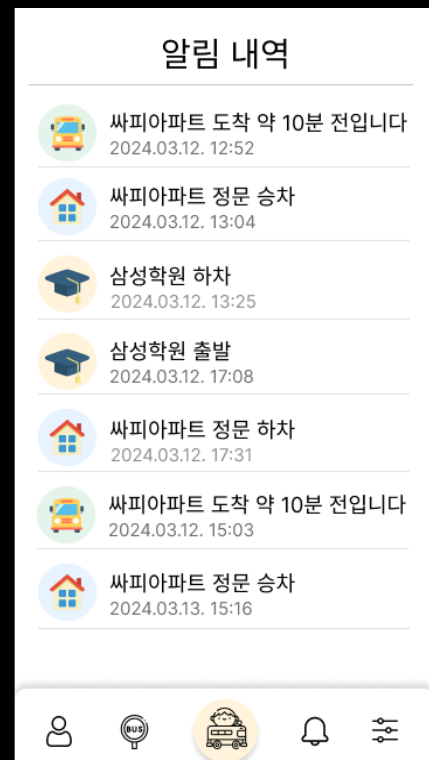 알림 내역
싸피아파트 도착 약 10분 전입니다
2024.03.12. 12:52
싸피아파트 정문 승차
2024.03.12. 13:04
삼성학원 하차
2024.03.12. 13:25
삼성학원 출발
2024.03.12. 17:08
싸피아파트 정문 하차
2024.03.12. 17:31
싸피아파트 도착 약 10분 전입니다
2024.03.12. 15:03
싸피아파트 정문 승차
2024.03.13. 15:16
BUS